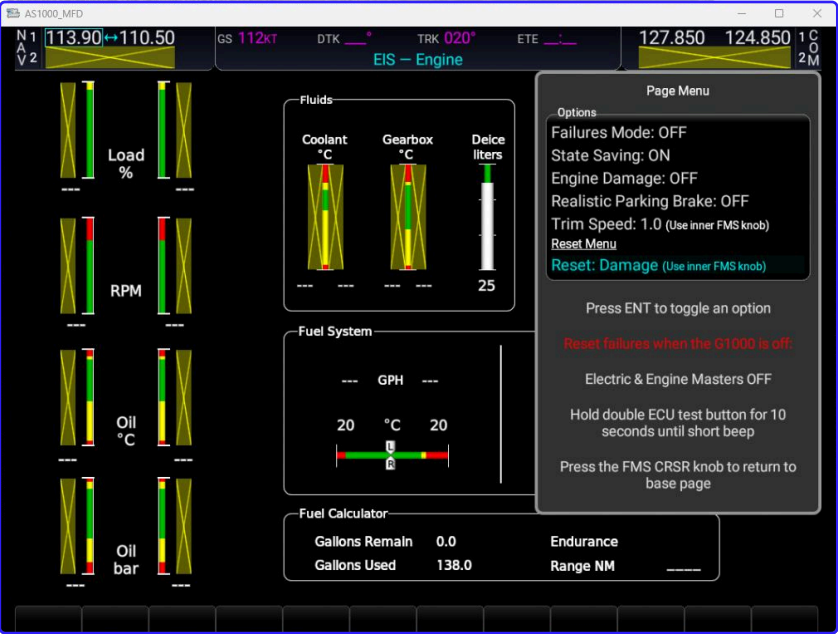 AS1000_MFD
N 1 113.90↔110.50 GS 112KT DTK ___° TRK 020° ETE __:__ 127.850 124.850 1 C
A O
V 2 EIS – Engine 2 M
Fluids
Coolant °C
Gearbox °C
Deice liters
--- --- --- --- 25
Load
%
--- ---
RPM
--- ---
Oil
°C
--- ---
Oil
bar
--- ---
Fuel System
--- GPH ---
20 °C 20
L
R
Fuel Calculator
Gallons Remain 0.0 Endurance
Gallons Used 138.0 Range NM ____
Page Menu
Options
Failures Mode: OFF
State Saving: ON
Engine Damage: OFF
Realistic Parking Brake: OFF
Trim Speed: 1.0 (Use inner FMS knob)
Reset Menu
Reset: Damage (Use inner FMS knob)
Press ENT to toggle an option
Reset failures when the G1000 is off:
Electric & Engine Masters OFF
Hold double ECU test button for 10
seconds until short beep
Press the FMS CRSR knob to return to
base page